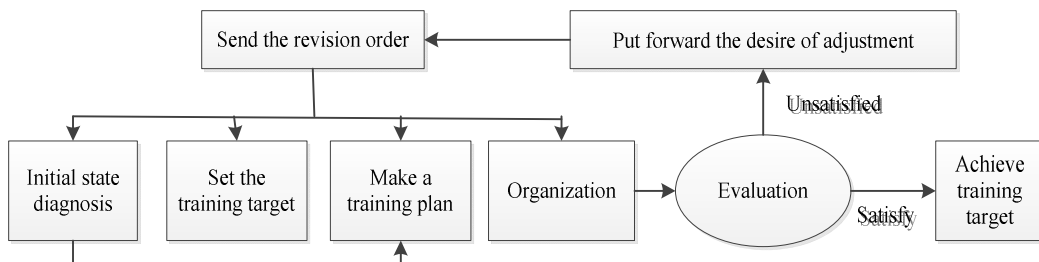 Send the revision order
Put forward the desire of adjustment
Unsatisfied
Initial state
diagnosis
Set the
training target
Make a
training plan
Organization
Evaluation
Satisfy
Achieve
training
target